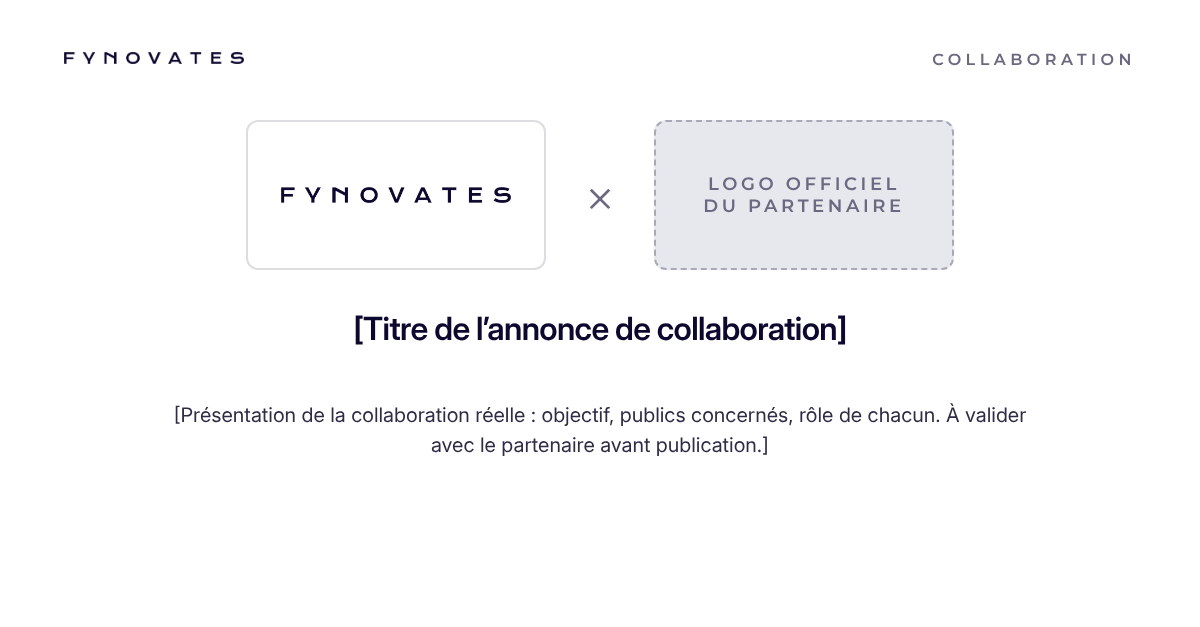 FYNOVATES
COLLABORATION
FYNOVATES
×
LOGO OFFICIEL
DU PARTENAIRE
[Titre de l’annonce de collaboration]
[Présentation de la collaboration réelle : objectif, publics concernés, rôle de chacun. À valider
avec le partenaire avant publication.]